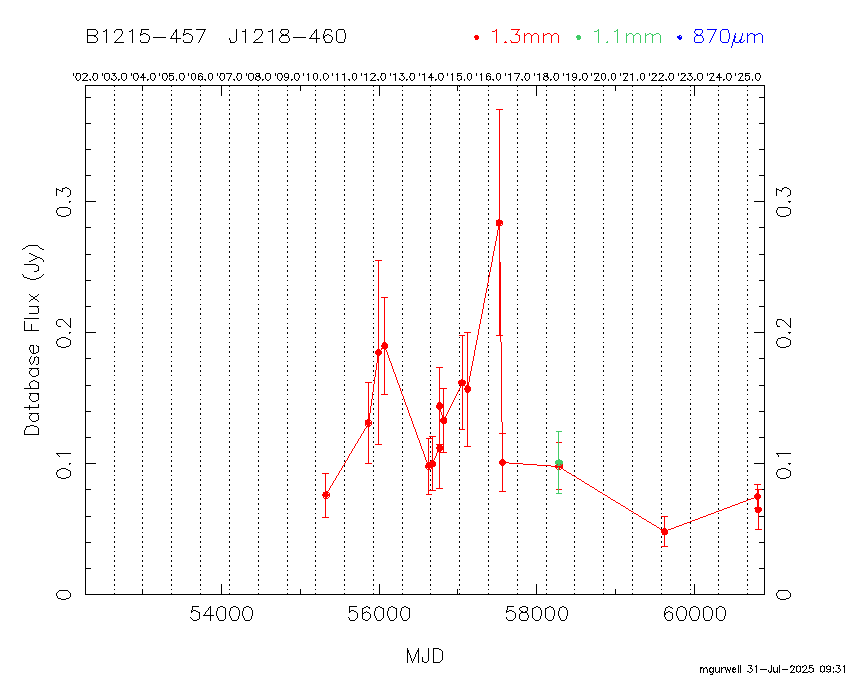 B1215-457 J1218-460 1.3mm 1.1mm 870μm
'02.0 '03.0 '04.0 '05.0 '06.0 '07.0 '08.0 '09.0 '10.0 '11.0 '12.0 '13.0 '14.0 '15.0 '16.0 '17.0 '18.0 '19.0 '20.0 '21.0 '22.0 '23.0 '24.0 '25.0
Database Flux (Jy)
0.3 0.3
0.2 0.2
0.1 0.1
0 0
54000 56000 58000 60000
MJD
mgurwell 31-Jul-2025 09:31